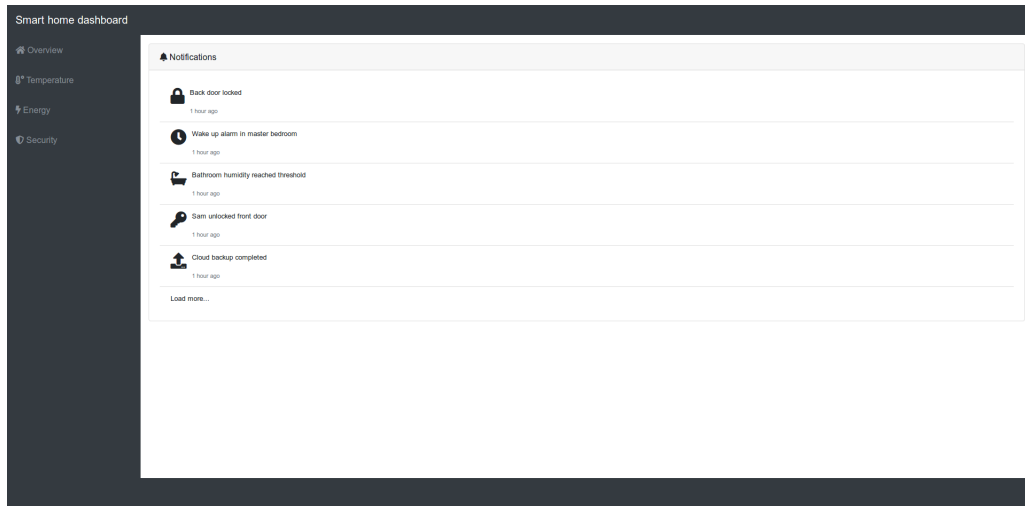 Smart home dashboard
Overview
Temperature
Energy
Security
Notifications
Back door locked
1 hour ago
Wake up alarm in master bedroom
1 hour ago
Bathroom humidity reached threshold
1 hour ago
Sam unlocked front door
1 hour ago
Cloud backup completed
1 hour ago
Load more...